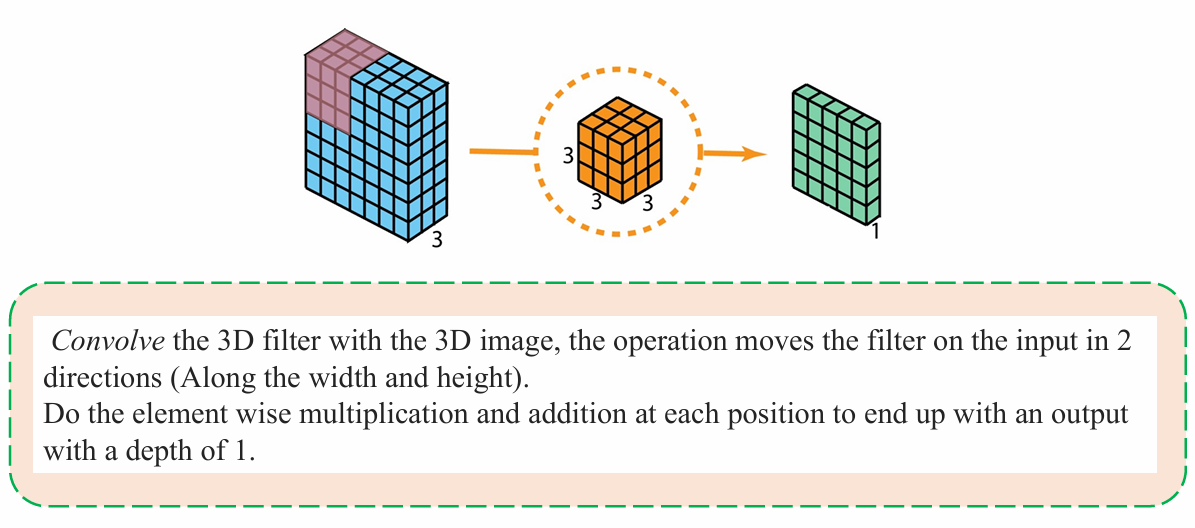 3
3
3
3
1
Convolve the 3D filter with the 3D image, the operation moves the filter on the input in 2
directions (Along the width and height).
Do the element wise multiplication and addition at each position to end up with an output
with a depth of 1.